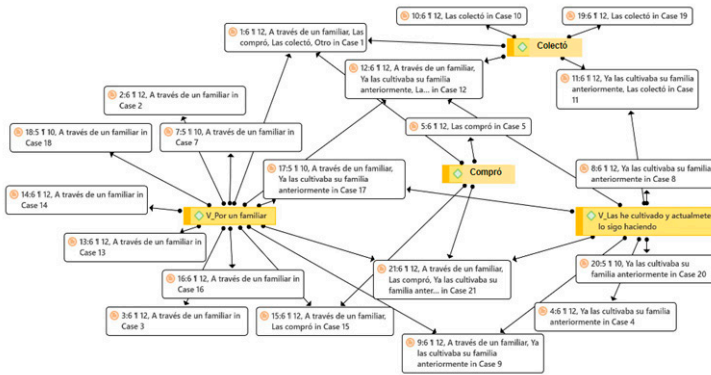 10:6 ¶ 12, Las colectó in Case 10
19:6 ¶ 12, Las colectó in Case 19
1:6 ¶ 12, A través de un familiar, Las
compró, Las colectó, Otro in Case 1
Colectó
12:6 ¶ 12, A través de un familiar,
Ya las cultivaba su familia
anteriormente, La... in Case 12
11:6 ¶ 12, Ya las cultivaba su familia
anteriormente, Las colectó in Case
11
2:6 ¶ 12, A través de un familiar in
Case 2
5:6 ¶ 12, Las compró in Case 5
18:5 ¶ 10, A través de un familiar in
Case 18
7:5 ¶ 10, A través de un familiar in
Case 7
17:5 ¶ 10, A través de un familiar,
Ya las cultivaba su familia
anteriormente in Case 17
Compró
8:6 ¶ 12, Ya las cultivaba su familia
anteriormente in Case 8
14:6 ¶ 12, A través de un familiar in
Case 14
V_Por un familiar
V_Las he cultivado y actualmete
lo sigo haciendo
13:6 ¶ 12, A través de un familiar in
Case 13
16:6 ¶ 12, A través de un familiar in
Case 16
21:6 ¶ 12, A través de un familiar,
Las compró, Ya las cultivaba su
familia anter... in Case 21
20:5 ¶ 10, Ya las cultivaba su
familia anteriormente in Case 20
3:6 ¶ 12, A través de un familiar in
Case 3
15:6 ¶ 12, A través de un familiar,
Las compró in Case 15
4:6 ¶ 12, Ya las cultivaba su familia
anteriormente in Case 4
9:6 ¶ 12, A través de un familiar, Ya
las cultivaba su familia
anteriormente in Case 9